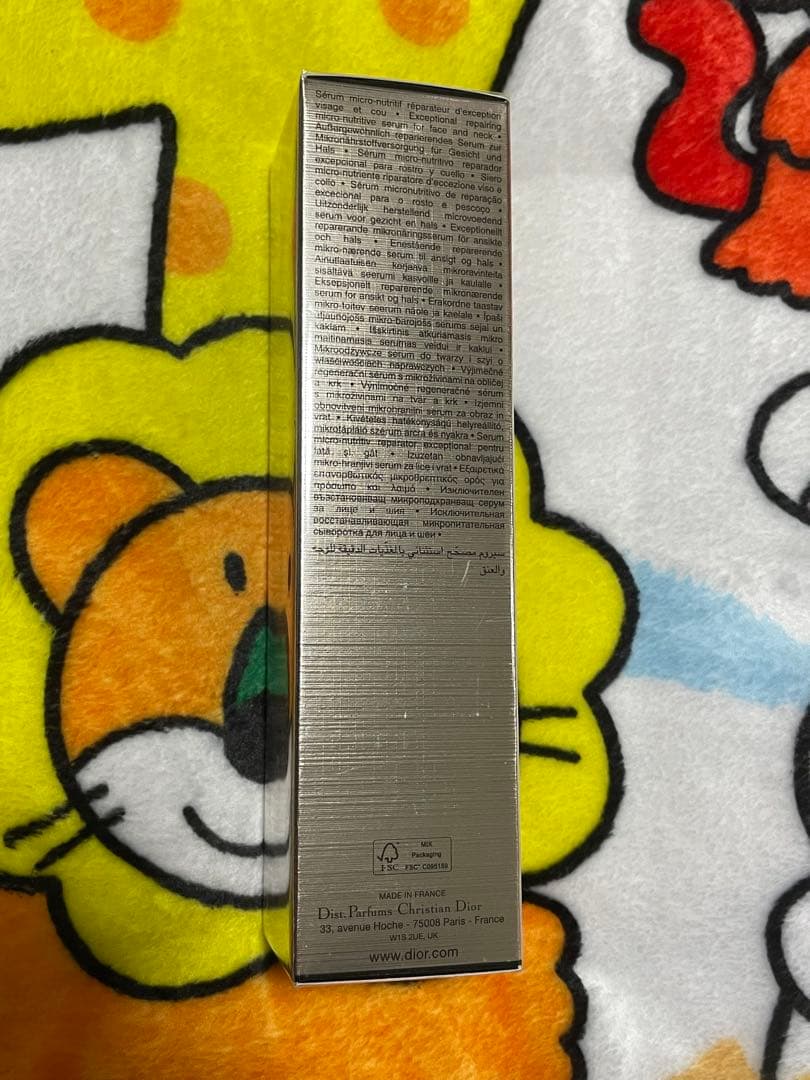 Sérum micro-nutritif réparateur d'exception
visage et cou • Exceptional repairing
micro-nutritive serum for face and neck •
Außargewöhnlich reparierendes Serum zur
Mikronährstoffversorgung für Gesicht und
Hals • Sérum micro-nutritivo reparador
excepcional para rostro y cuello • Siero
micro-nutriente riparatore d'eccezione viso e
collo • Sérum micronutritivo de reparação
excecional para o rosto e pescoço •
Uitzonderlijk herstellend microvoedend
serum voor gezicht en hals • Exceptionellt
reparerande mikronäringsserum för ansikte
och hals • Enestående reparerende
mikro-nærende serum til ansigt og hals •
Ainutlaatuisen korjaava mikroravinteita
sisältävä seerumi kasvoille ja kaulalle •
Eksepsjonelt reparerende mikronærende
serum for ansikt og hals • Erakordne taastav
mikro-toitev seerum näole ja kaelale • Īpaši
atjaunojošs mikro-barojošs serums sejai un
kaklam • Išskirtinis atkuriamasis mikro
maitinamasis serumas veidui ir kaklui •
Mikroodżywcze serum do twarzy i szyi o
właściwościach naprawczych • Výjimečné
regenerační sérum s mikroživinami na obličej
a krk • Výnimočné regeneračné sérum
s mikroživinami na tvár a krk • Izjemni
obnovitveni mikrohranilni serum za obraz in
vrat • Kivételes hatékonyságú helyreállító,
mikrotápláló szérum arcra és nyakra • Serum
micro-nutritiv reparator exceptional pentru
față și gât • Izuzetan obnavljajući
mikro-hranjivi serum za lice i vrat • Εξαιρετικά
επανορθωτικός μικροθρεπτικός ορός για
πρόσωπο και λαιμό • Изключителен
възстановяващ микроподхранващ серум
за лице и шия • Исключительная
восстанавливающая микропитательная
сыворотка для лица и шеи •
سيروم مصحّح استثنائي بالمغذّيات الدقيقة للوجه
والعنق
MIX
Packaging
FSC FSC® C095189
MADE IN FRANCE
Dist. Parfums Christian Dior
33, avenue Hoche - 75008 Paris - France
W1S 2UE, UK
www.dior.com